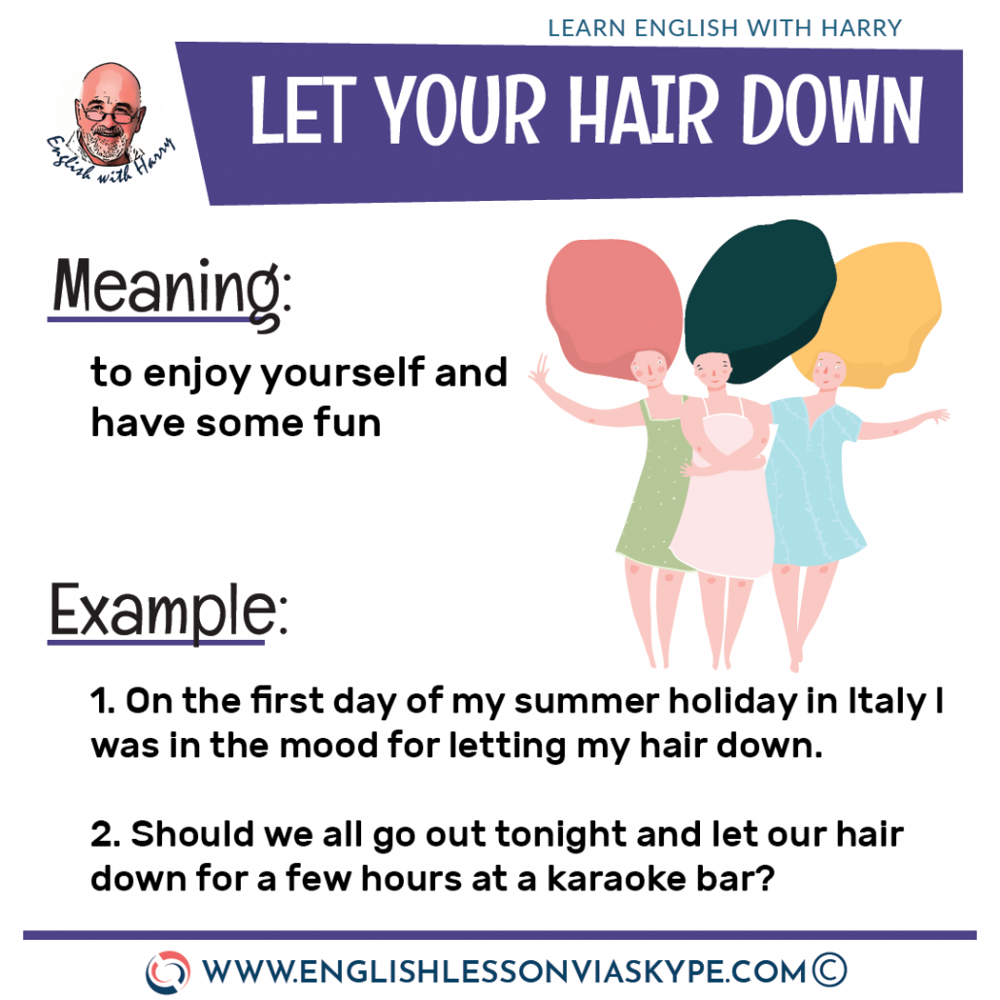 LEARN ENGLISH WITH HARRY
LET YOUR HAIR DOWN
English with Harry
Meaning:
to enjoy yourself and
have some fun
Example:
1. On the first day of my summer holiday in Italy I
was in the mood for letting my hair down.
2. Should we all go out tonight and let our hair
down for a few hours at a karaoke bar?
WWW.ENGLISHLESSONVIASKYPE.COM©